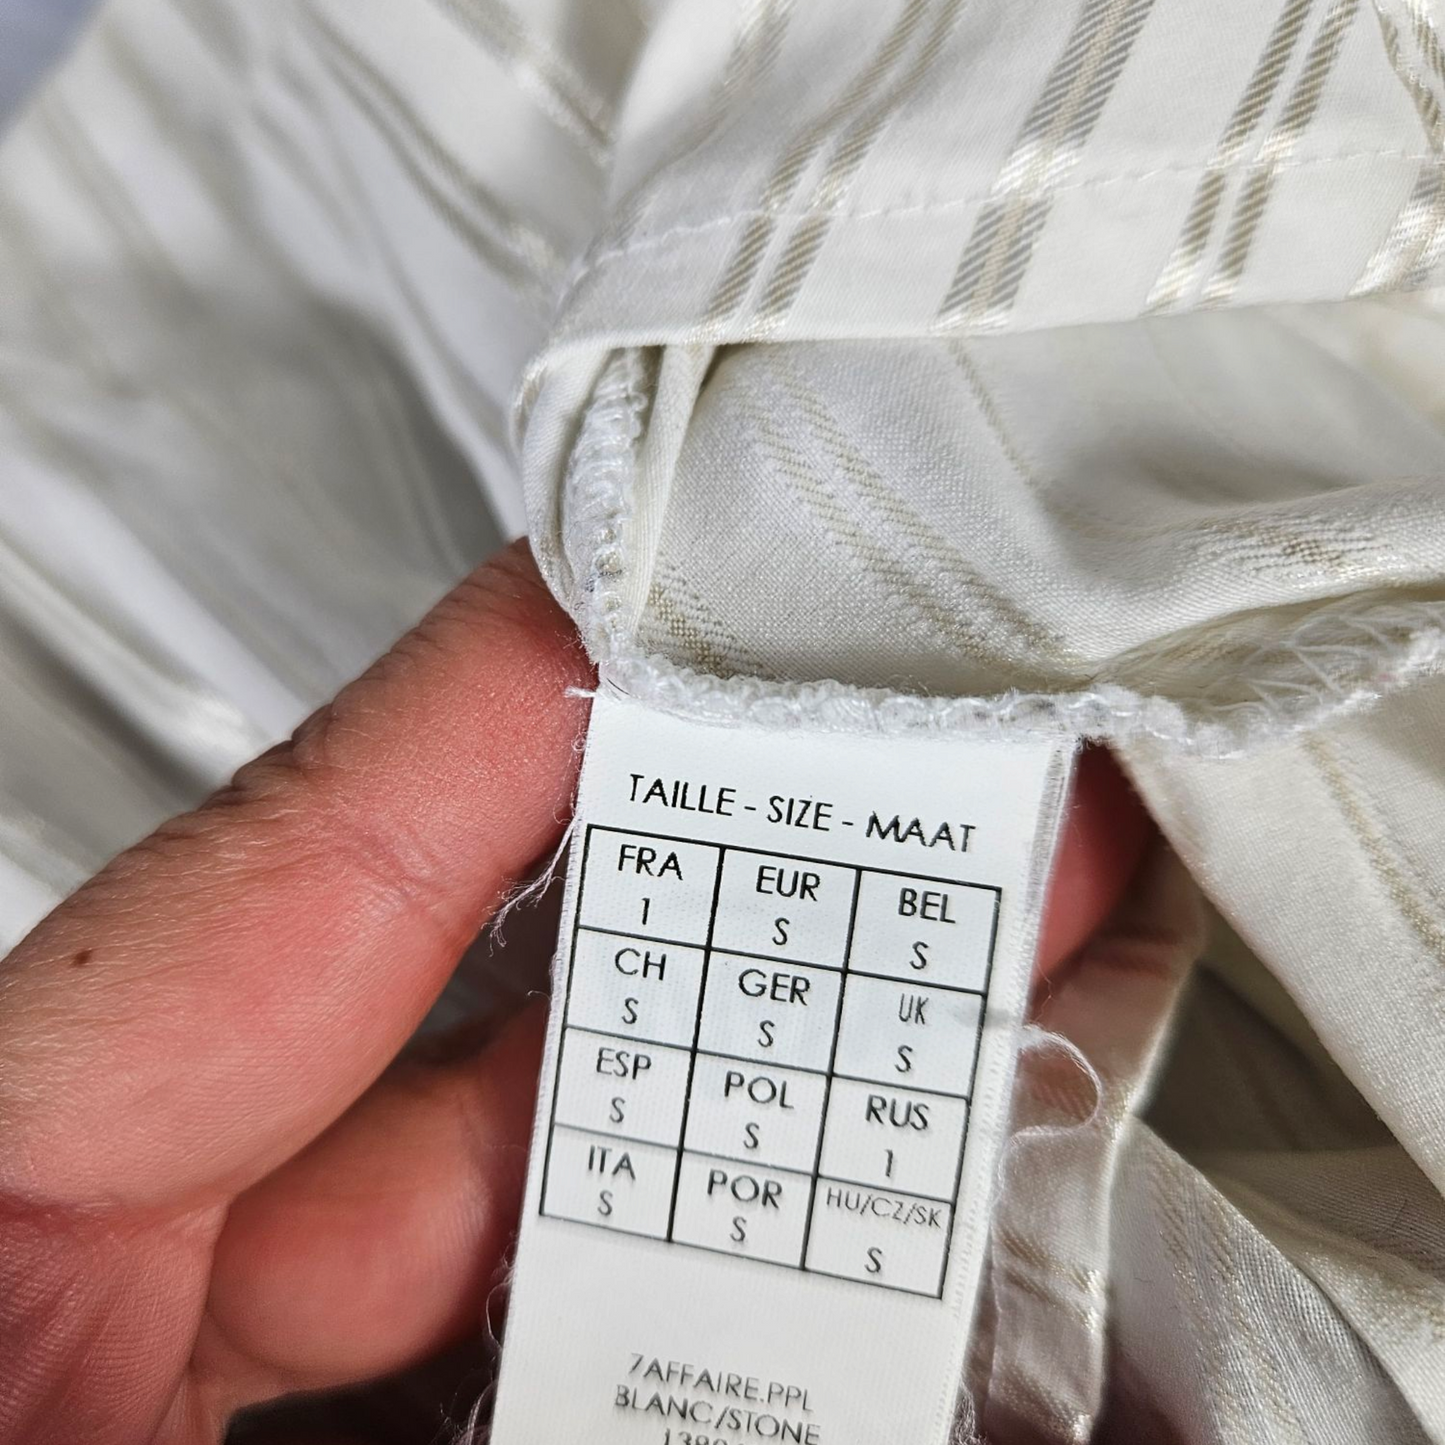 TAILLE - SIZE - MAAT
FRA EUR BEL
1 S S
CH GER UK
S S S
ESP POL RUS
S S 1
ITA POR HU/CZ/SK
S S S
7AFFAIRE.PPL
BLANC/STONE